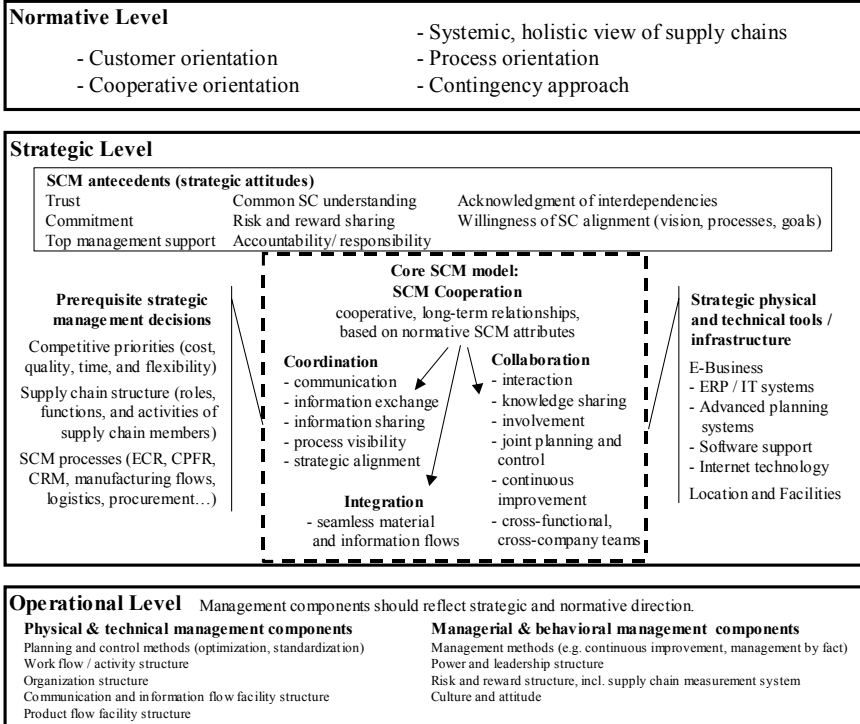 Normative Level
- Customer orientation
- Cooperative orientation
- Systemic, holistic view of supply chains
- Process orientation
- Contingency approach
Strategic Level
SCM antecedents (strategic attitudes)
Trust Common SC understanding Acknowledgment of interdependencies
Commitment Risk and reward sharing Willingness of SC alignment (vision, processes, goals)
Top management support Accountability/ responsibility
Prerequisite strategic
management decisions
Competitive priorities (cost,
quality, time, and flexibility)
Supply chain structure (roles,
functions, and activities of
supply chain members)
SCM processes (ECR, CPFR,
CRM, manufacturing flows,
logistics, procurement…)
Core SCM model:
SCM Cooperation
cooperative, long-term relationships,
based on normative SCM attributes
Coordination
- communication
- information exchange
- information sharing
- process visibility
- strategic alignment
Integration
- seamless material
and information flows
Collaboration
- interaction
- knowledge sharing
- involvement
- joint planning and
control
- continuous
improvement
- cross-functional,
cross-company teams
Strategic physical
and technical tools /
infrastructure
E-Business
- ERP / IT systems
- Advanced planning
systems
- Software support
- Internet technology
Location and Facilities
Operational Level Management components should reflect strategic and normative direction.
Physical & technical management components
Planning and control methods (optimization, standardization)
Work flow / activity structure
Organization structure
Communication and information flow facility structure
Product flow facility structure
Managerial & behavioral management components
Management methods (e.g. continuous improvement, management by fact)
Power and leadership structure
Risk and reward structure, incl. supply chain measurement system
Culture and attitude